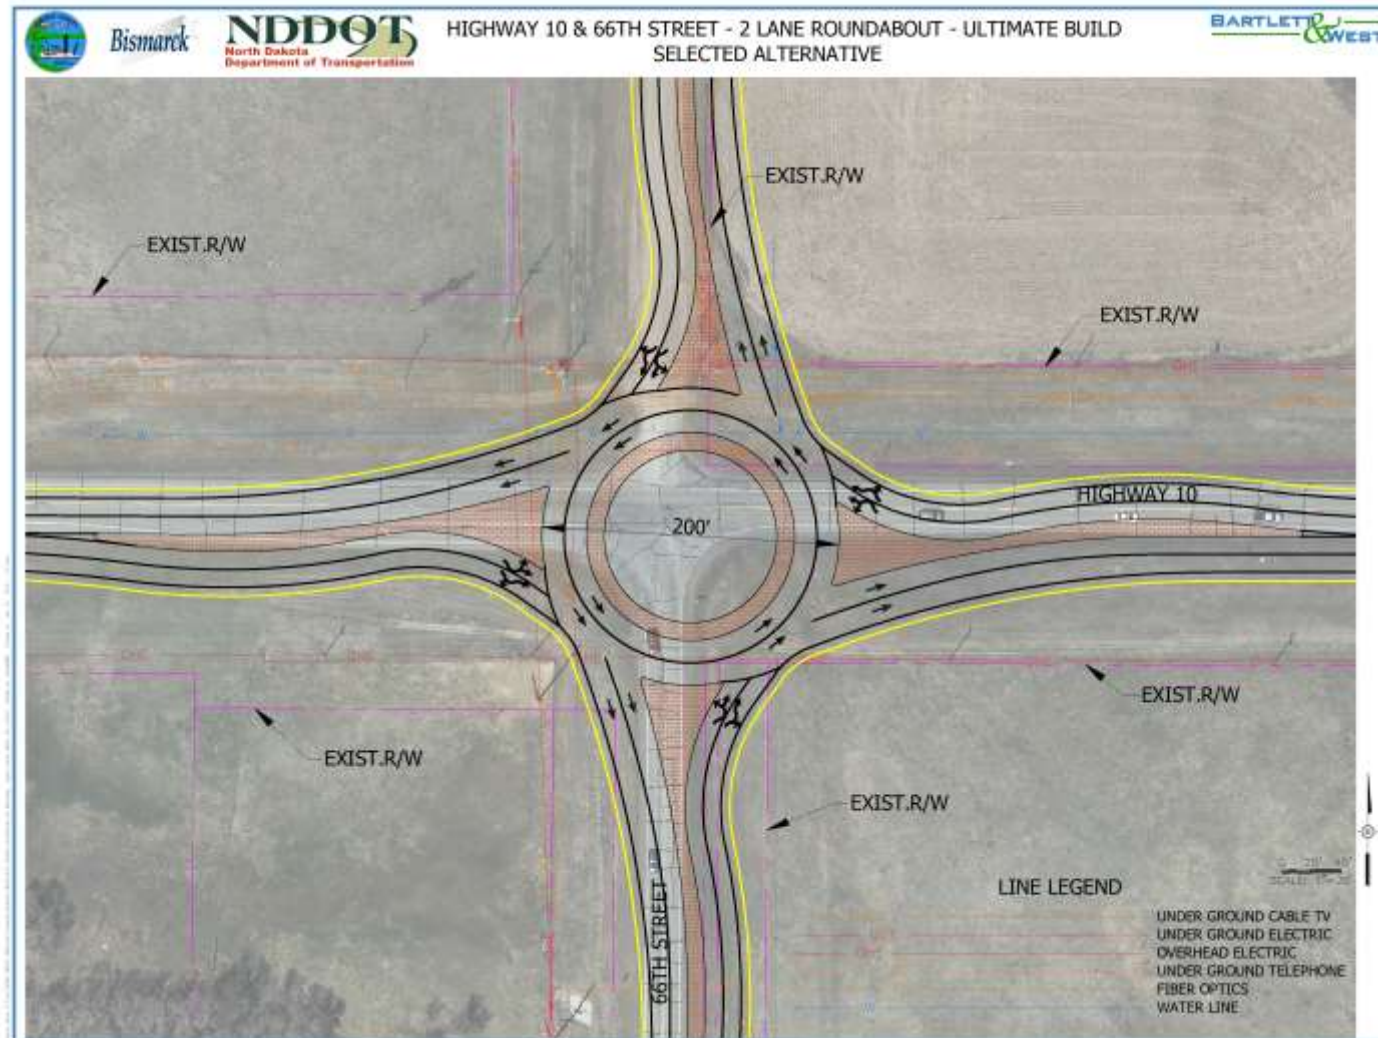 Bismarck
NDDOT
North Dakota
Department of Transportation
HIGHWAY 10 & 66TH STREET - 2 LANE ROUNDABOUT - ULTIMATE BUILD
SELECTED ALTERNATIVE
BARTLETT
&WEST
EXIST.R/W
EXIST.R/W
EXIST.R/W
HIGHWAY 10
200'
EXIST.R/W
EXIST.R/W
EXIST.R/W
66TH STREET
LINE LEGEND
UNDER GROUND CABLE TV
UNDER GROUND ELECTRIC
OVERHEAD ELECTRIC
UNDER GROUND TELEPHONE
FIBER OPTICS
WATER LINE